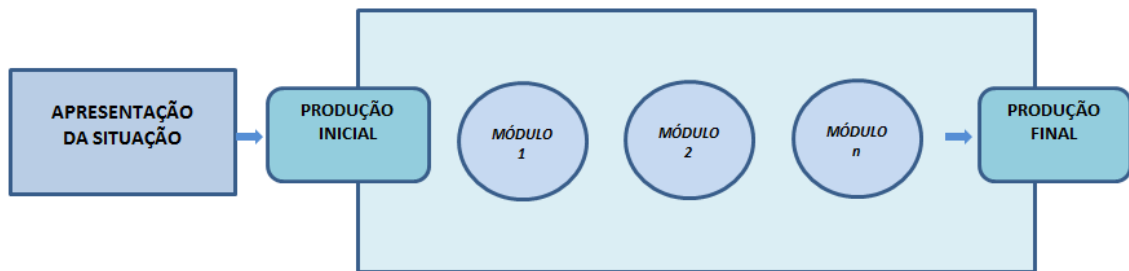 APRESENTAÇÃO
DA SITUAÇÃO
PRODUÇÃO
INICIAL
MÓDULO
1
MÓDULO
2
MÓDULO
n
PRODUÇÃO
FINAL